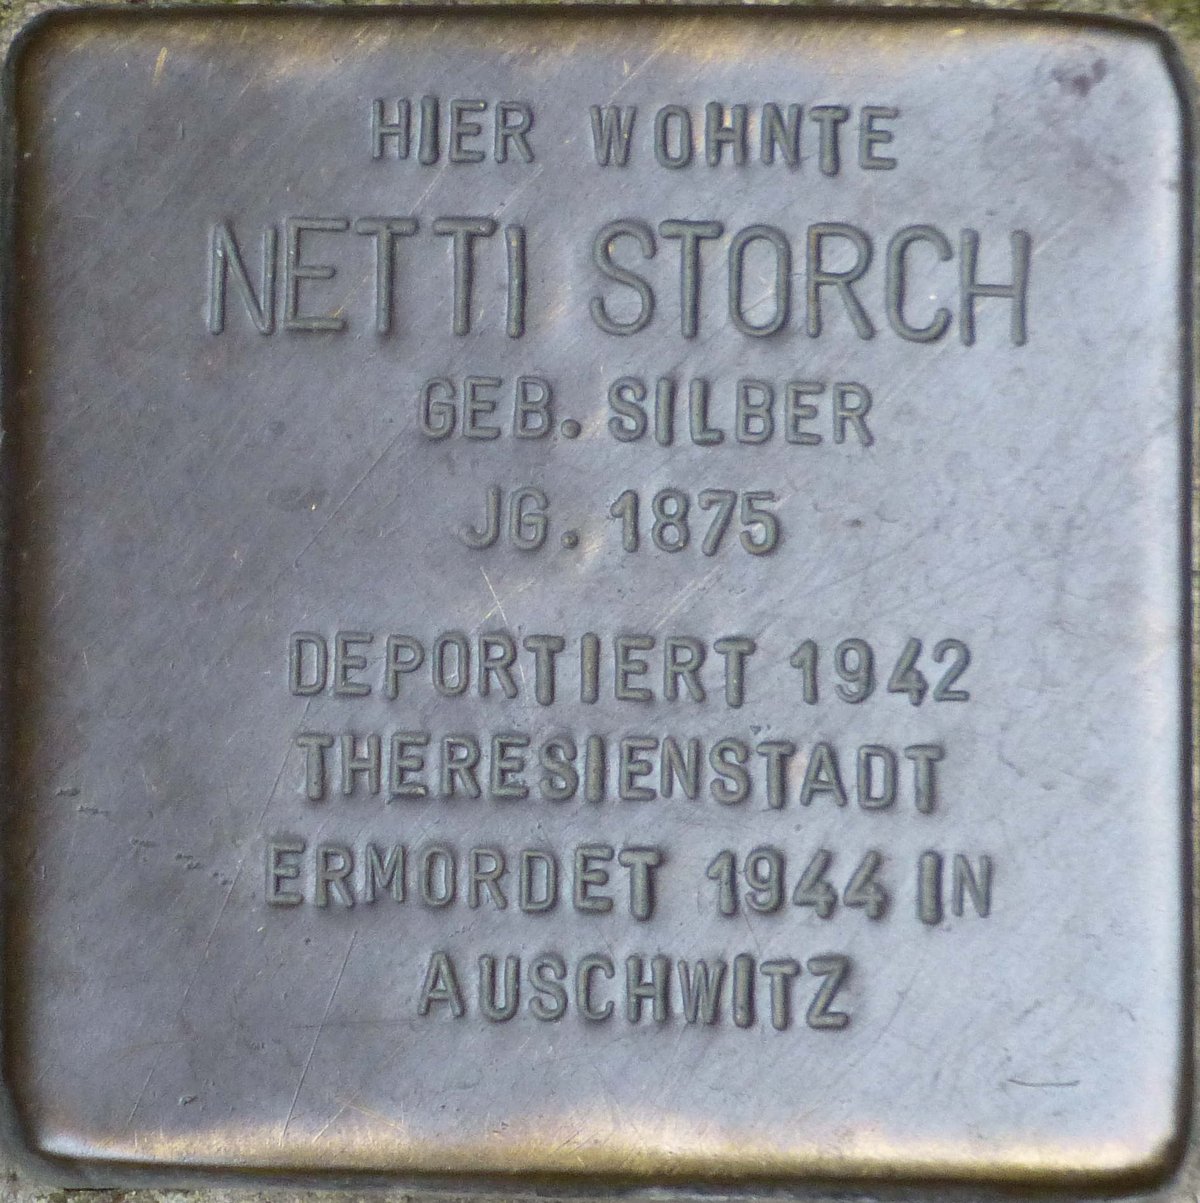 HIER WOHNTE
NETTI STORCH
GEB. SILBER
JG. 1875
DEPORTIERT 1942
THERESIENSTADT
ERMORDET 1944 IN
AUSCHWITZ